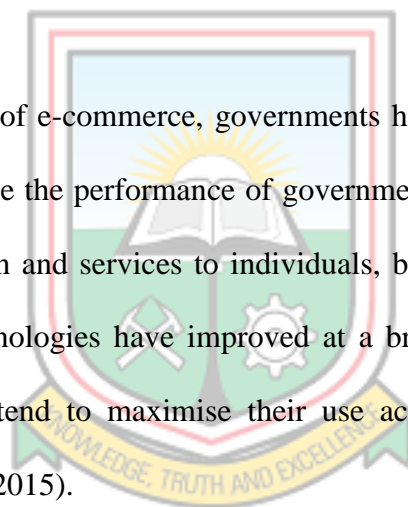 of e-commerce, governments h
e the performance of governme
n and services to individuals, b
nologies have improved at a br
tend to maximise their use ac
KNOWLEDGE, TRUTH AND EXCELLENCE
2015).